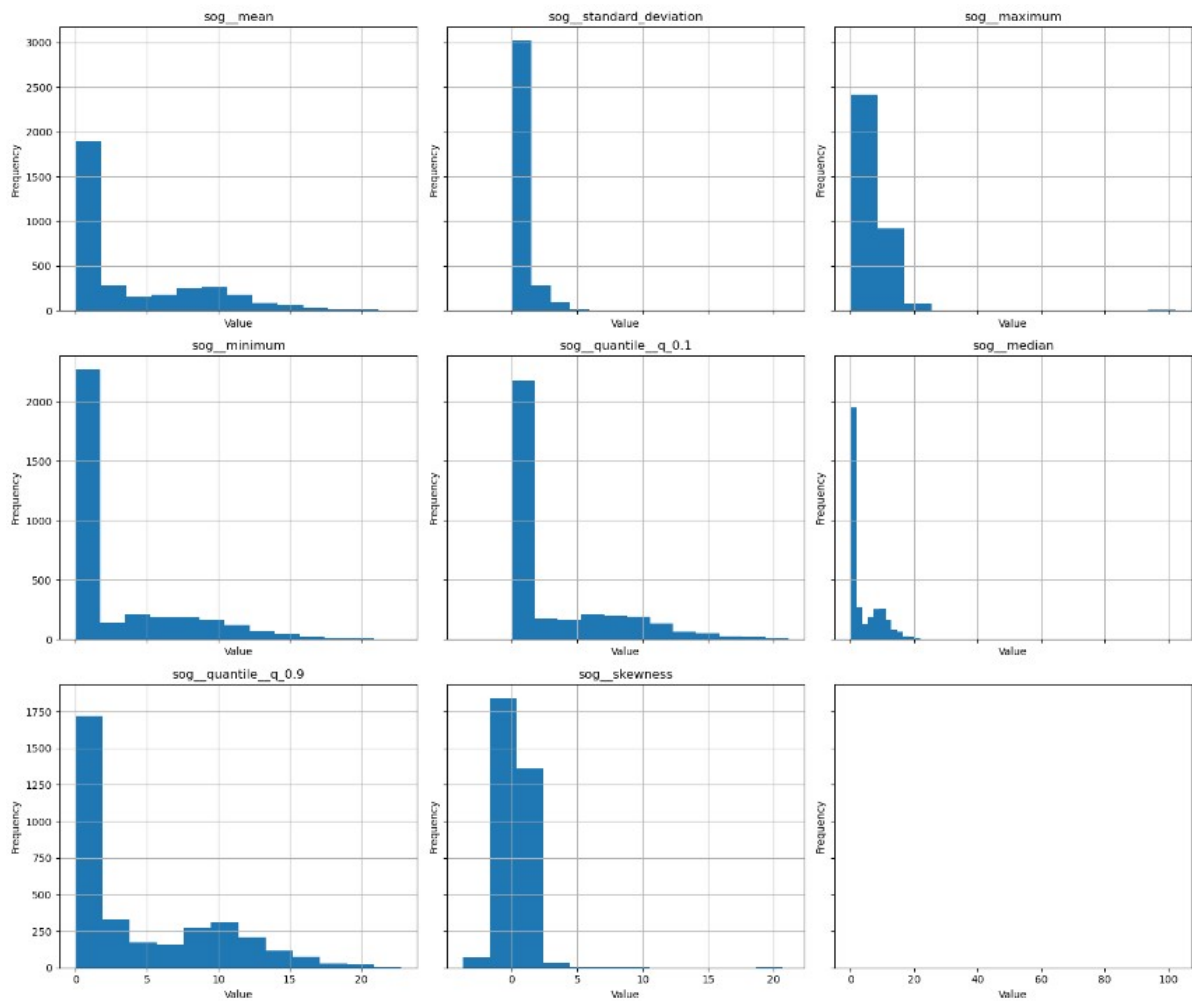 sog__mean
sog__standard_deviation
sog__maximum
3000
2500
2000
1500
1000
500
0
Frequency
Frequency
Frequency
Value
Value
Value
sog__minimum
sog__quantile__q_0.1
sog__median
2000
1500
1000
500
0
Frequency
Frequency
Frequency
Value
Value
Value
sog__quantile__q_0.9
sog__skewness
1750
1500
1250
1000
750
500
250
0
Frequency
Frequency
Frequency
0 5 10 15 20
0 5 10 15 20
0 20 40 60 80 100
Value
Value
Value